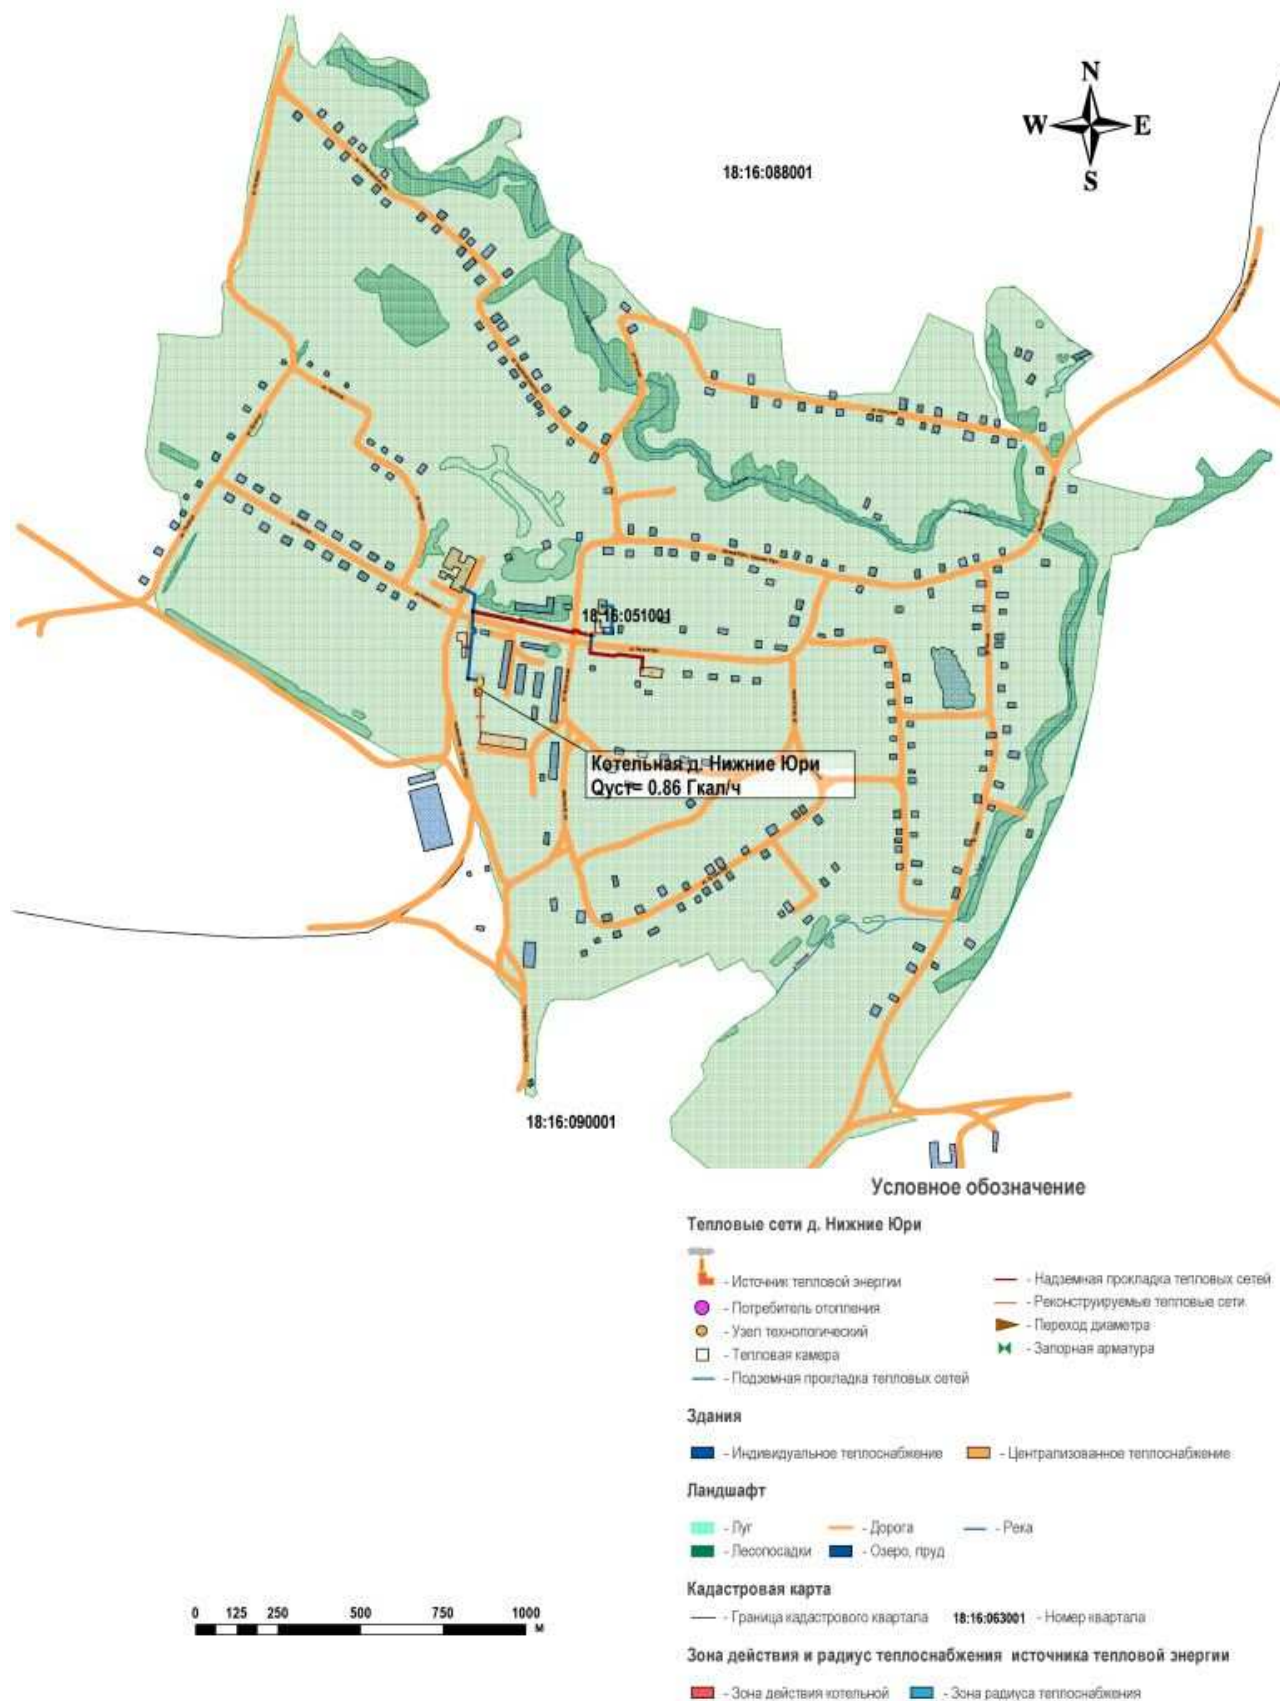 N
W E
S
18:16:088001
18:16:051001
Котельная д. Нижние Юри
Qуст= 0.86 Гкал/ч
18:16:090001
Условное обозначение
Тепловые сети д. Нижние Юри
- Источник тепловой энергии
- Надземная прокладка тепловых сетей
- Потребитель отопления
- Реконструируемые тепловые сети
- Узел технологический
- Переход диаметра
- Тепловая камера
- Запорная арматура
- Подземная прокладка тепловых сетей
Здания
- Индивидуальное теплоснабжение - Централизованное теплоснабжение
Ландшафт
- Луг - Дорога - Река
- Лесопосадки - Озеро, пруд
Кадастровая карта
- Граница кадастрового квартала 18:16:063001 - Номер квартала
0 125 250 500 750 1000
м
Зона действия и радиус теплоснабжения источника тепловой энергии
- Зона действия котельной - Зона радиуса теплоснабжения